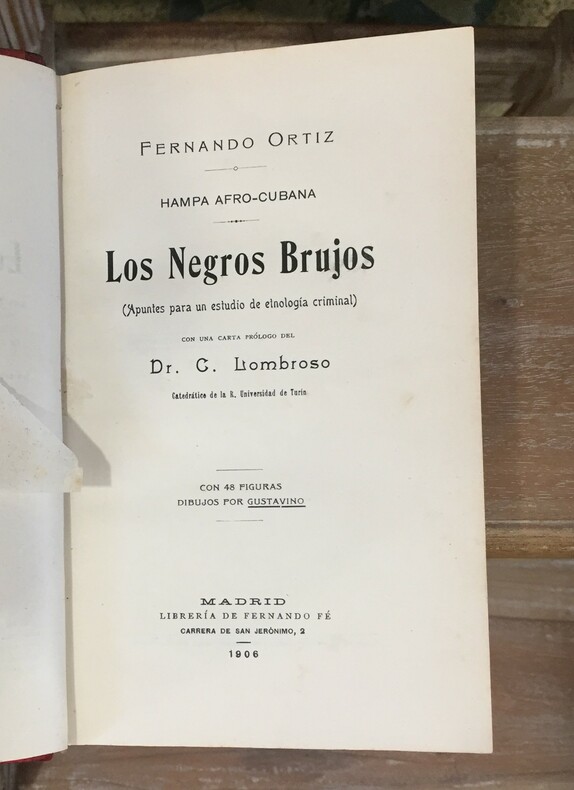 FERNANDO ORTIZ
HAMPA AFRO-CUBANA
Los Negros Brujos
(Apuntes para un estudio de etnología criminal)
CON UNA CARTA PRÓLOGO DEL
Dr. C. Lombroso
Catedrático de la R. Universidad de Turin
CON 48 FIGURAS
DIBUJOS POR GUSTAVINO
MADRID
LIBRERÍA DE FERNANDO FÉ
CARRERA DE SAN JERÓNIMO, 2
1906